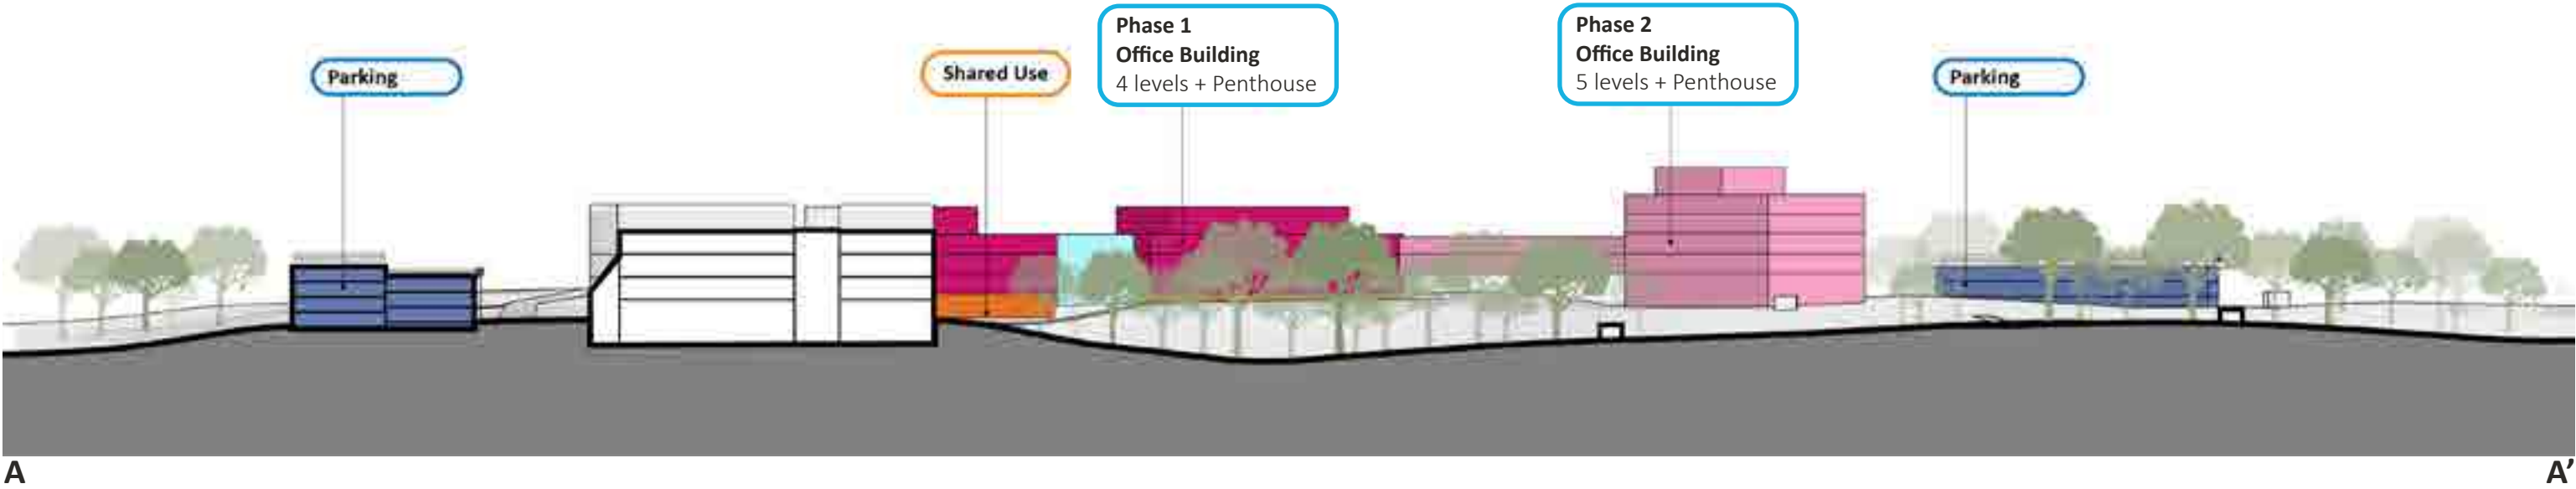 Parking
Shared Use
Phase 1
Office Building
4 levels + Penthouse
Phase 2
Office Building
5 levels + Penthouse
Parking
A
A’